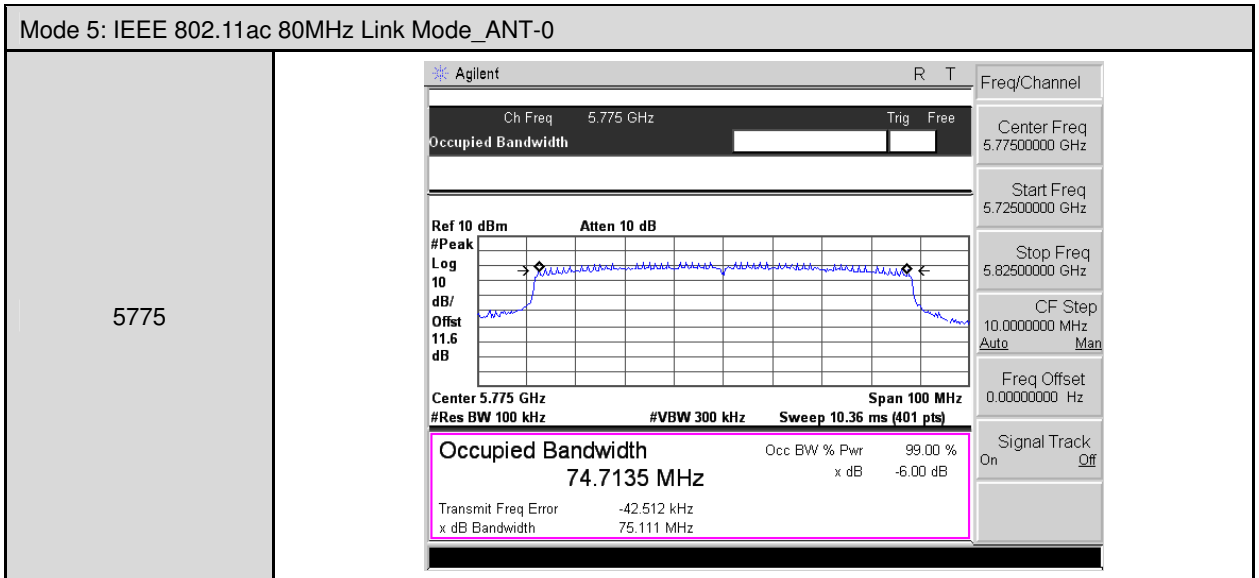 Mode 5: IEEE 802.11ac 80MHz Link Mode_ANT-0
5775
Agilent R T
Ch Freq 5.775 GHz Trig Free
Occupied Bandwidth
Ref 10 dBm Atten 10 dB
#Peak
Log
10
dB/
Offst
11.6
dB
Center 5.775 GHz Span 100 MHz
#Res BW 100 kHz #VBW 300 kHz Sweep 10.36 ms (401 pts)
Occupied Bandwidth Occ BW % Pwr 99.00 %
74.7135 MHz x dB -6.00 dB
Transmit Freq Error -42.512 kHz
x dB Bandwidth 75.111 MHz
Freq/Channel
Center Freq
5.77500000 GHz
Start Freq
5.72500000 GHz
Stop Freq
5.82500000 GHz
CF Step
10.0000000 MHz
Auto Man
Freq Offset
0.00000000 Hz
Signal Track
On Off